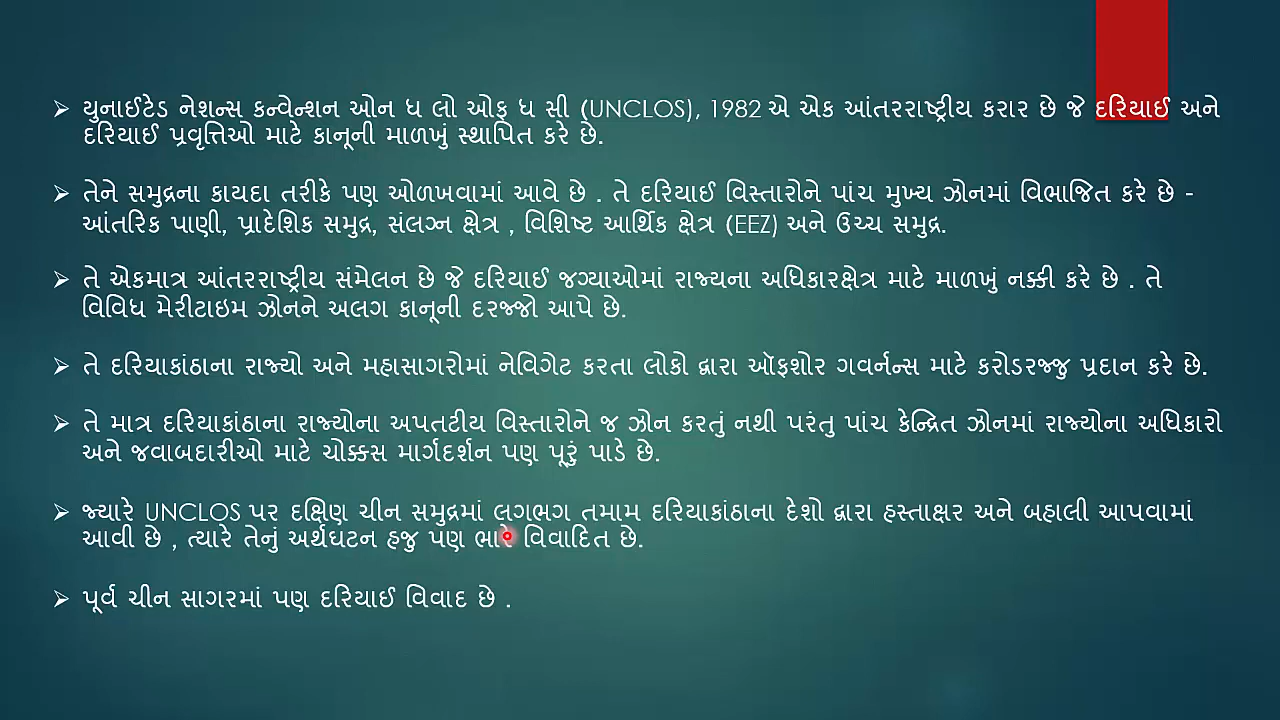 ➢ યુનાઈટેડ નેશન્સ કન્વેન્શન ઓન ધ લો ઓફ ધ સી (UNCLOS), 1982 એ એક આંતરરાષ્ટ્રીય કરાર છે જે દરિયાઈ અને
દરિયાઈ પ્રવૃત્તિઓ માટે કાનૂની માળખું સ્થાપિત કરે છે.
➢ તેને સમુદ્રના કાયદા તરીકે પણ ઓળખવામાં આવે છે . તે દરિયાઈ વિસ્તારોને પાંચ મુખ્ય ઝોનમાં વિભાજિત કરે છે -
આંતરિક પાણી, પ્રાદેશિક સમુદ્ર, સંલગ્ન ક્ષેત્ર , વિશિષ્ટ આર્થિક ક્ષેત્ર (EEZ) અને ઉચ્ચ સમુદ્ર.
➢ તે એકમાત્ર આંતરરાષ્ટ્રીય સંમેલન છે જે દરિયાઈ જગ્યાઓમાં રાજ્યના અધિકારક્ષેત્ર માટે માળખું નક્કી કરે છે . તે
વિવિધ મેરીટાઇમ ઝોનને અલગ કાનૂની દરજ્જો આપે છે.
➢ તે દરિયાકાંઠાના રાજ્યો અને મહાસાગરોમાં નેવિગેટ કરતા લોકો દ્વારા ઑફશોર ગવર્નન્સ માટે કરોડરજ્જુ પ્રદાન કરે છે.
➢ તે માત્ર દરિયાકાંઠાના રાજ્યોના અપતટીય વિસ્તારોને જ ઝોન કરતું નથી પરંતુ પાંચ કેન્દ્રિત ઝોનમાં રાજ્યોના અધિકારો
અને જવાબદારીઓ માટે ચોક્કસ માર્ગદર્શન પણ પૂરું પાડે છે.
➢ જ્યારે UNCLOS પર દક્ષિણ ચીન સમુદ્રમાં લગભગ તમામ દરિયાકાંઠાના દેશો દ્વારા હસ્તાક્ષર અને બહાલી આપવામાં
આવી છે , ત્યારે તેનું અર્થઘટન હજુ પણ ભારે વિવાદિત છે.
➢ પૂર્વ ચીન સાગરમાં પણ દરિયાઈ વિવાદ છે .